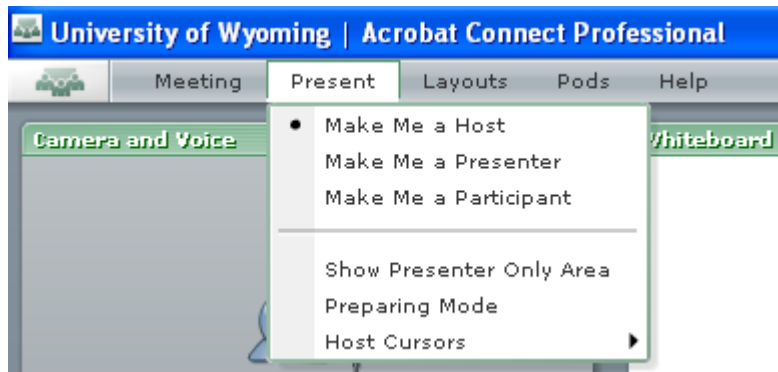 University of Wyoming | Acrobat Connect Professional
Meeting Present Layouts Pods Help
Camera and Voice
Whiteboard
Make Me a Host
Make Me a Presenter
Make Me a Participant
Show Presenter Only Area
Preparing Mode
Host Cursors